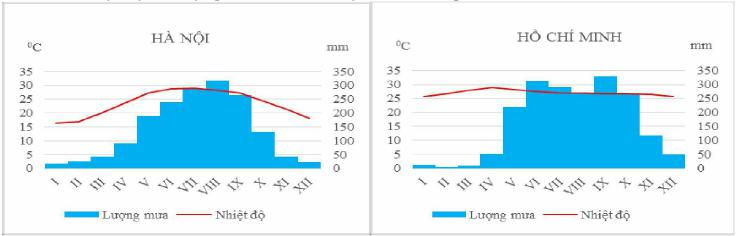 HÀ NỘI
⁰C
mm
35 350
30 300
25 250
20 200
15 150
10 100
5 50
0 0
I II III IV V VI VII VIII IX X XI XII
Lượng mưa Nhiệt độ
HỒ CHÍ MINH
⁰C
mm
35 350
30 300
25 250
20 200
15 150
10 100
5 50
0 0
I II III IV V VI VII VIII IX X XI XII
Lượng mưa Nhiệt độ